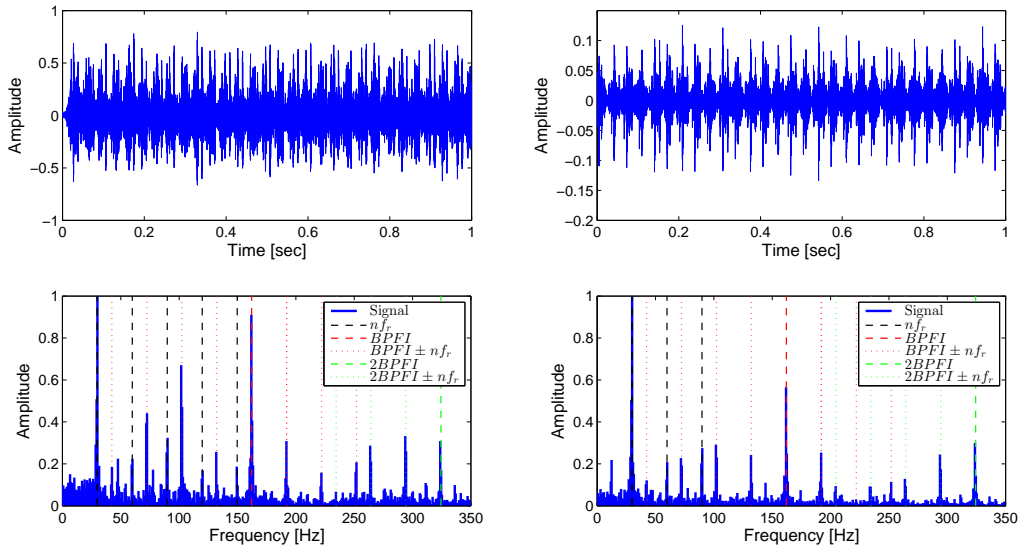 1
0.5
0
−0.5
−1
Amplitude
0 0.2 0.4 0.6 0.8 1
Time [sec]
0.1
0.05
0
−0.05
−0.1
−0.15
−0.2
Amplitude
0 0.2 0.4 0.6 0.8 1
Time [sec]
1
0.8
0.6
0.4
0.2
0
Amplitude
0 50 100 150 200 250 300 350
Frequency [Hz]
Signal
nf_r
BPFI
BPFI ± nf_r
2BPFI
2BPFI ± nf_r
1
0.8
0.6
0.4
0.2
0
Amplitude
0 50 100 150 200 250 300 350
Frequency [Hz]
Signal
nf_r
BPFI
BPFI ± nf_r
2BPFI
2BPFI ± nf_r